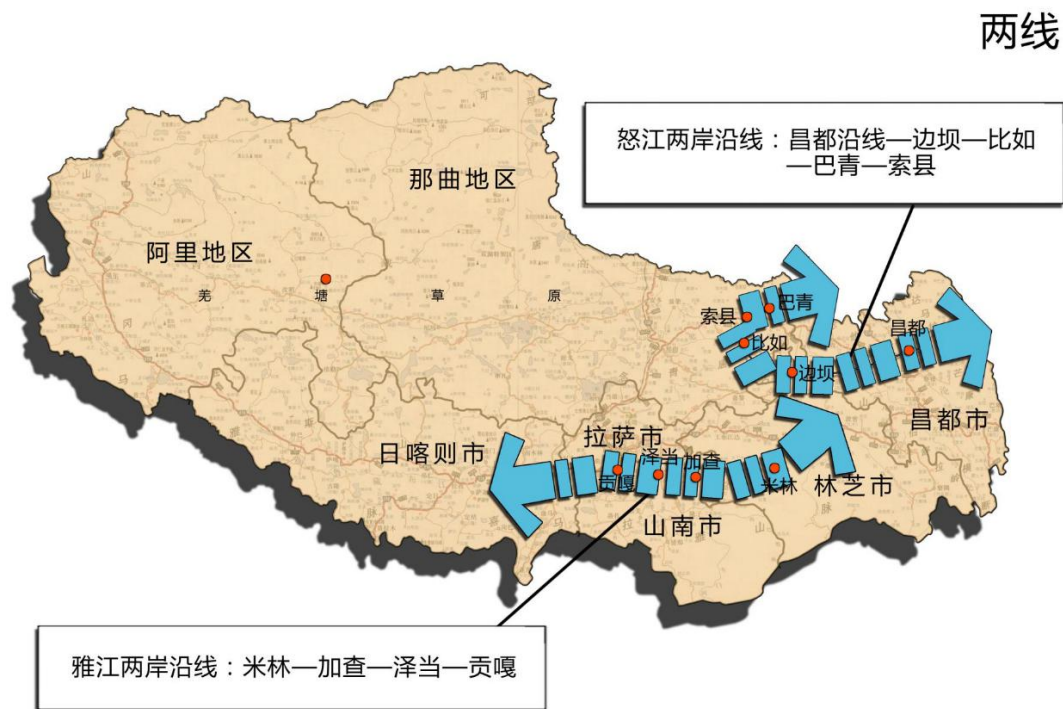 两线
怒江两岸沿线：昌都沿线—边坝—比如
—巴青—索县
那曲地区
阿里地区
羌 塘 草 原
索县
巴青
比如
昌都
边坝
昌都市
日喀则市
拉萨市
泽当
加查
贡嘎
米林
林芝市
山南市
雅江两岸沿线：米林—加查—泽当—贡嘎